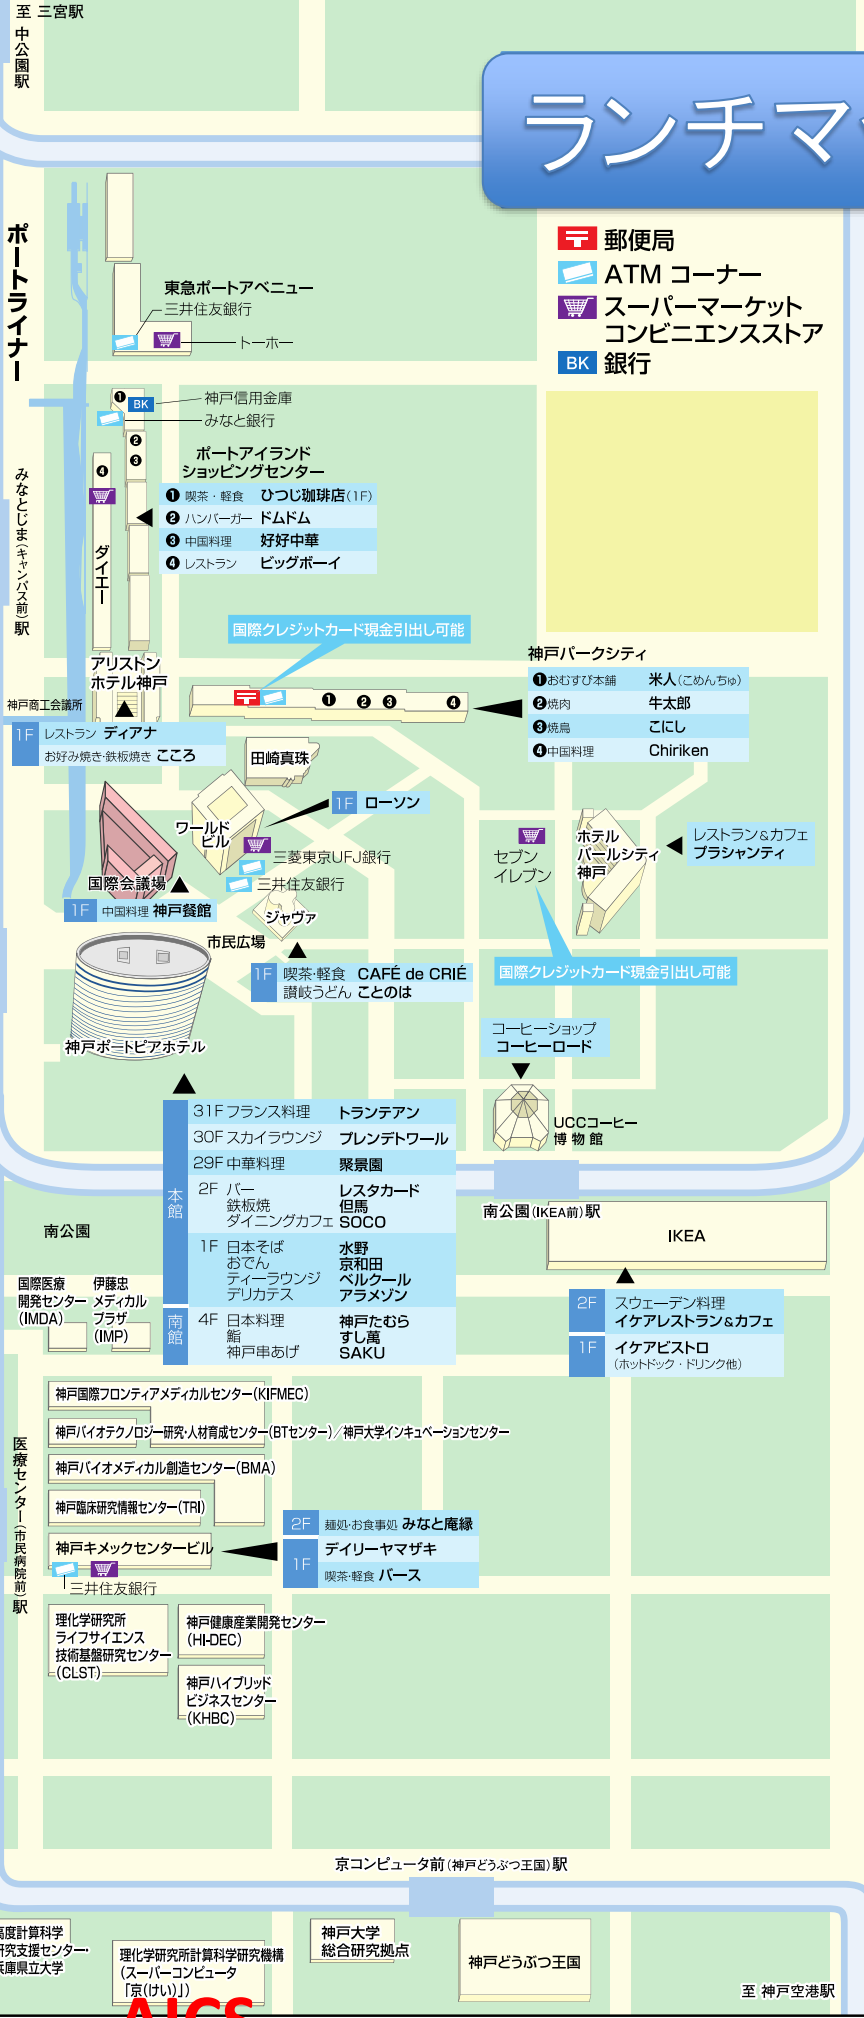 至 三宮駅
中公園駅
ランチマ
ポートライナー
郵便局
ATM コーナー
スーパーマーケット
コンビニエンスストア
BK 銀行
東急ポートアベニュー
三井住友銀行
トーホー
❶ BK 神戸信用金庫
みなと銀行
❷
❸
❹
ダイエー
みなとじま(キャンパス前)駅
ポートアイランド
ショッピングセンター
❶ 喫茶・軽食 ひつじ珈琲店(1F)
❷ ハンバーガー ドムドム
❸ 中国料理 好好中華
❹ レストラン ビッグボーイ
国際クレジットカード現金引出し可能
❶ ❷ ❸ ❹
神戸パークシティ
❶おむすび本舗 米人(こめんちゅ)
❷焼肉 牛太郎
❸焼鳥 こにし
❹中国料理 Chiriken
アリストン
ホテル神戸
神戸商工会議所
1F レストラン ディアナ
お好み焼き・鉄板焼き こころ
田崎真珠
ワールド
ビル
1F ローソン
三菱東京UFJ銀行
三井住友銀行
国際会議場
1F 中国料理 神戸餐館
ジャヴァ
市民広場
1F 喫茶・軽食 CAFÉ de CRIÉ
讃岐うどん ことのは
セブン
イレブン
ホテル
パールシティ
神戸
レストラン&カフェ
プラシャンティ
国際クレジットカード現金引出し可能
コーヒーショップ
コーヒーロード
UCCコーヒー
博物館
神戸ポートピアホテル
本館
31F フランス料理 トランテアン
30F スカイラウンジ プレンデトワール
29F 中華料理 聚景園
2F バー レスタカード
鉄板焼 但馬
ダイニングカフェ SOCO
1F 日本そば 水野
おでん 京和田
ティーラウンジ ベルクール
デリカテス アラメゾン
南館
4F 日本料理 神戸たむら
鮨 すし萬
神戸串あげ SAKU
南公園(IKEA前)駅
IKEA
2F スウェーデン料理
イケアレストラン&カフェ
1F イケアビストロ
(ホットドック・ドリンク他)
南公園
国際医療
開発センター
(IMDA)
伊藤忠
メディカル
プラザ
(IMP)
神戸国際フロンティアメディカルセンター(KIFMEC)
神戸バイオテクノロジー研究・人材育成センター(BTセンター)／神戸大学インキュベーションセンター
神戸バイオメディカル創造センター(BMA)
神戸臨床研究情報センター(TRI)
神戸キメックセンタービル
三井住友銀行
2F 麺処・お食事処 みなと庵縁
1F デイリーヤマザキ
喫茶・軽食 バース
医療センター(市民病院前)駅
理化学研究所
ライフサイエンス
技術基盤研究センター
(CLST)
神戸健康産業開発センター
(HI-DEC)
神戸ハイブリッド
ビジネスセンター
(KHBC)
京コンピュータ前(神戸どうぶつ王国)駅
高度計算科学
研究支援センター・
兵庫県立大学
理化学研究所計算科学研究機構
(スーパーコンピュータ
「京(けい)」)
AICS
神戸大学
総合研究拠点
神戸どうぶつ王国
至 神戸空港駅